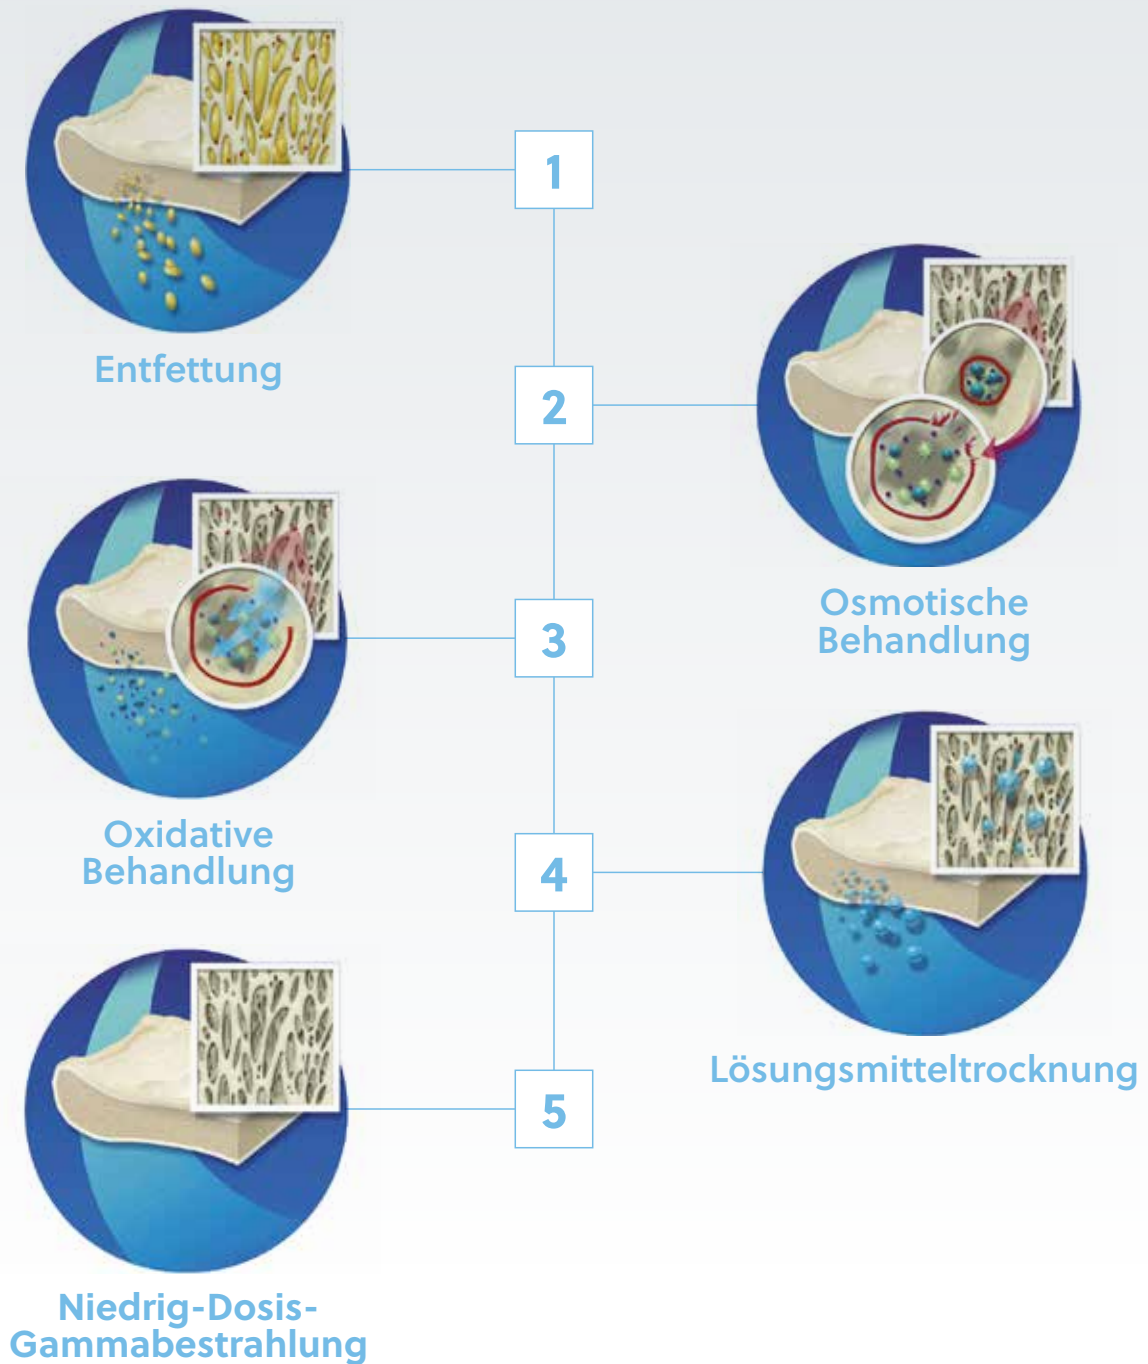 1
Entfettung
2
Osmotische
Behandlung
3
Oxidative
Behandlung
4
Lösungsmitteltrocknung
5
Niedrig-Dosis-
Gammabestrahlung